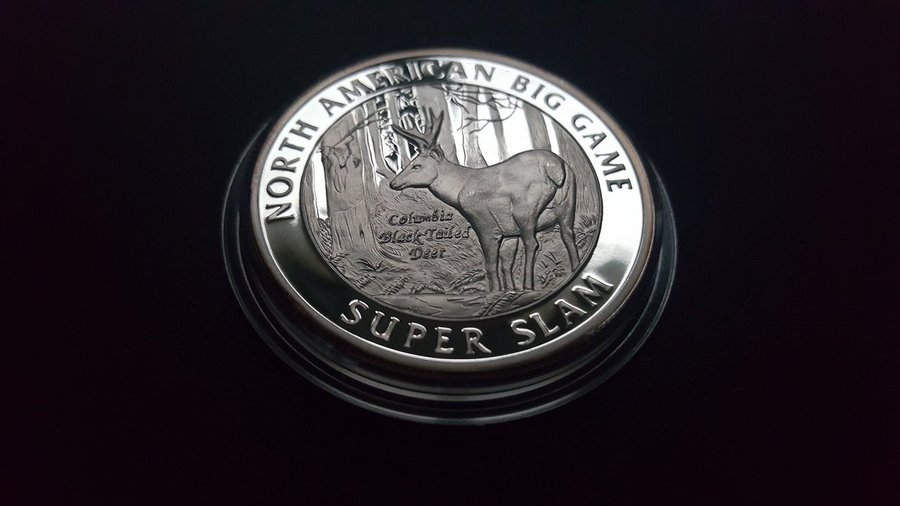 NORTH AMERICAN BIG GAME
Columbia
Black-Tailed
Deer
SUPER SLAM